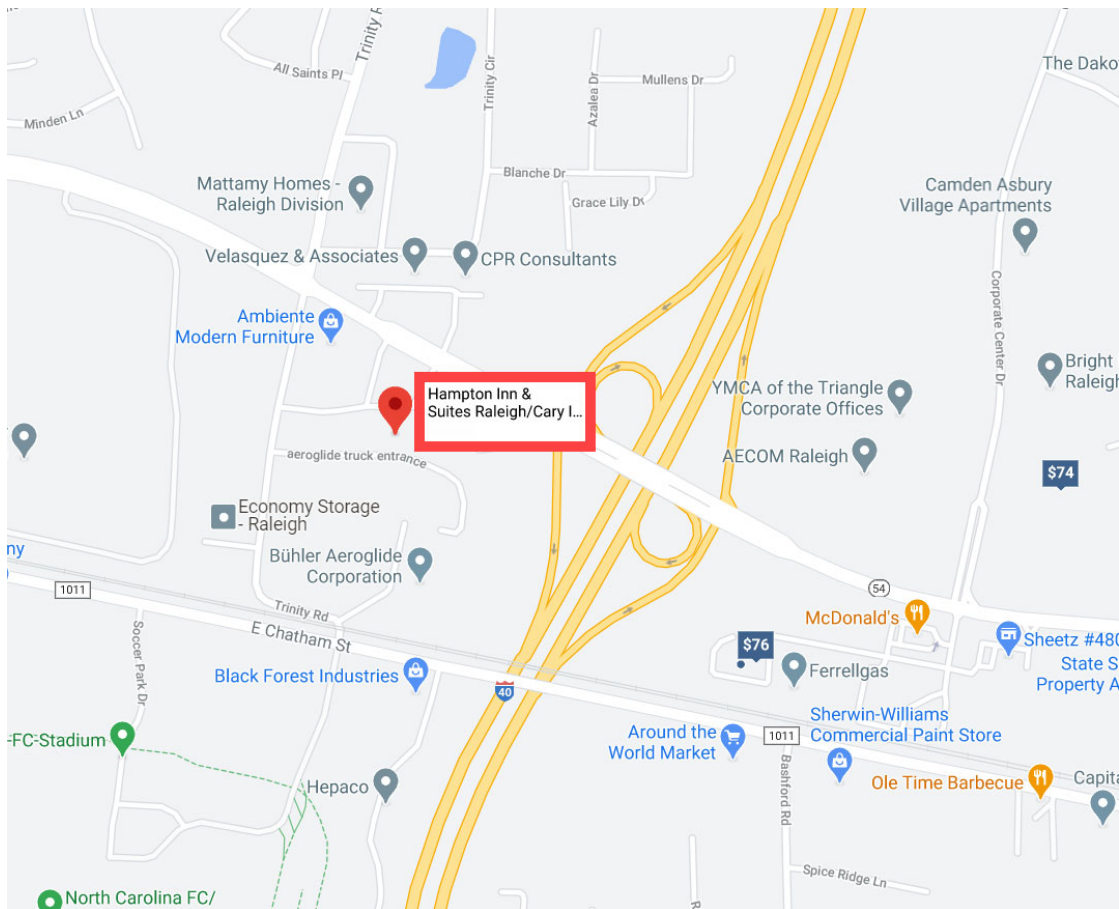 Trinity R
All Saints Pl
Trinity Cir
Azalea Dr
Mullens Dr
The Dako
Minden Ln
Blanche Dr
Grace Lily Dr
Mattamy Homes -
Raleigh Division
Camden Asbury
Village Apartments
Velasquez & Associates
CPR Consultants
Corporate Center Dr
Ambiente
Modern Furniture
Bright
Raleigh
Hampton Inn &
Suites Raleigh/Cary I...
YMCA of the Triangle
Corporate Offices
aeroglide truck entrance
AECOM Raleigh
$74
Economy Storage
- Raleigh
ny
Bühler Aeroglide
Corporation
1011
54
Trinity Rd
McDonald's
E Chatham St
Soccer Park Dr
Sheetz #480
State S
Property A
$76
Ferrellgas
Black Forest Industries
40
Sherwin-Williams
Commercial Paint Store
Around the
World Market
1011
-FC-Stadium
Bashford Rd
Hepaco
Ole Time Barbecue
Capita
Spice Ridge Ln
North Carolina FC/
R